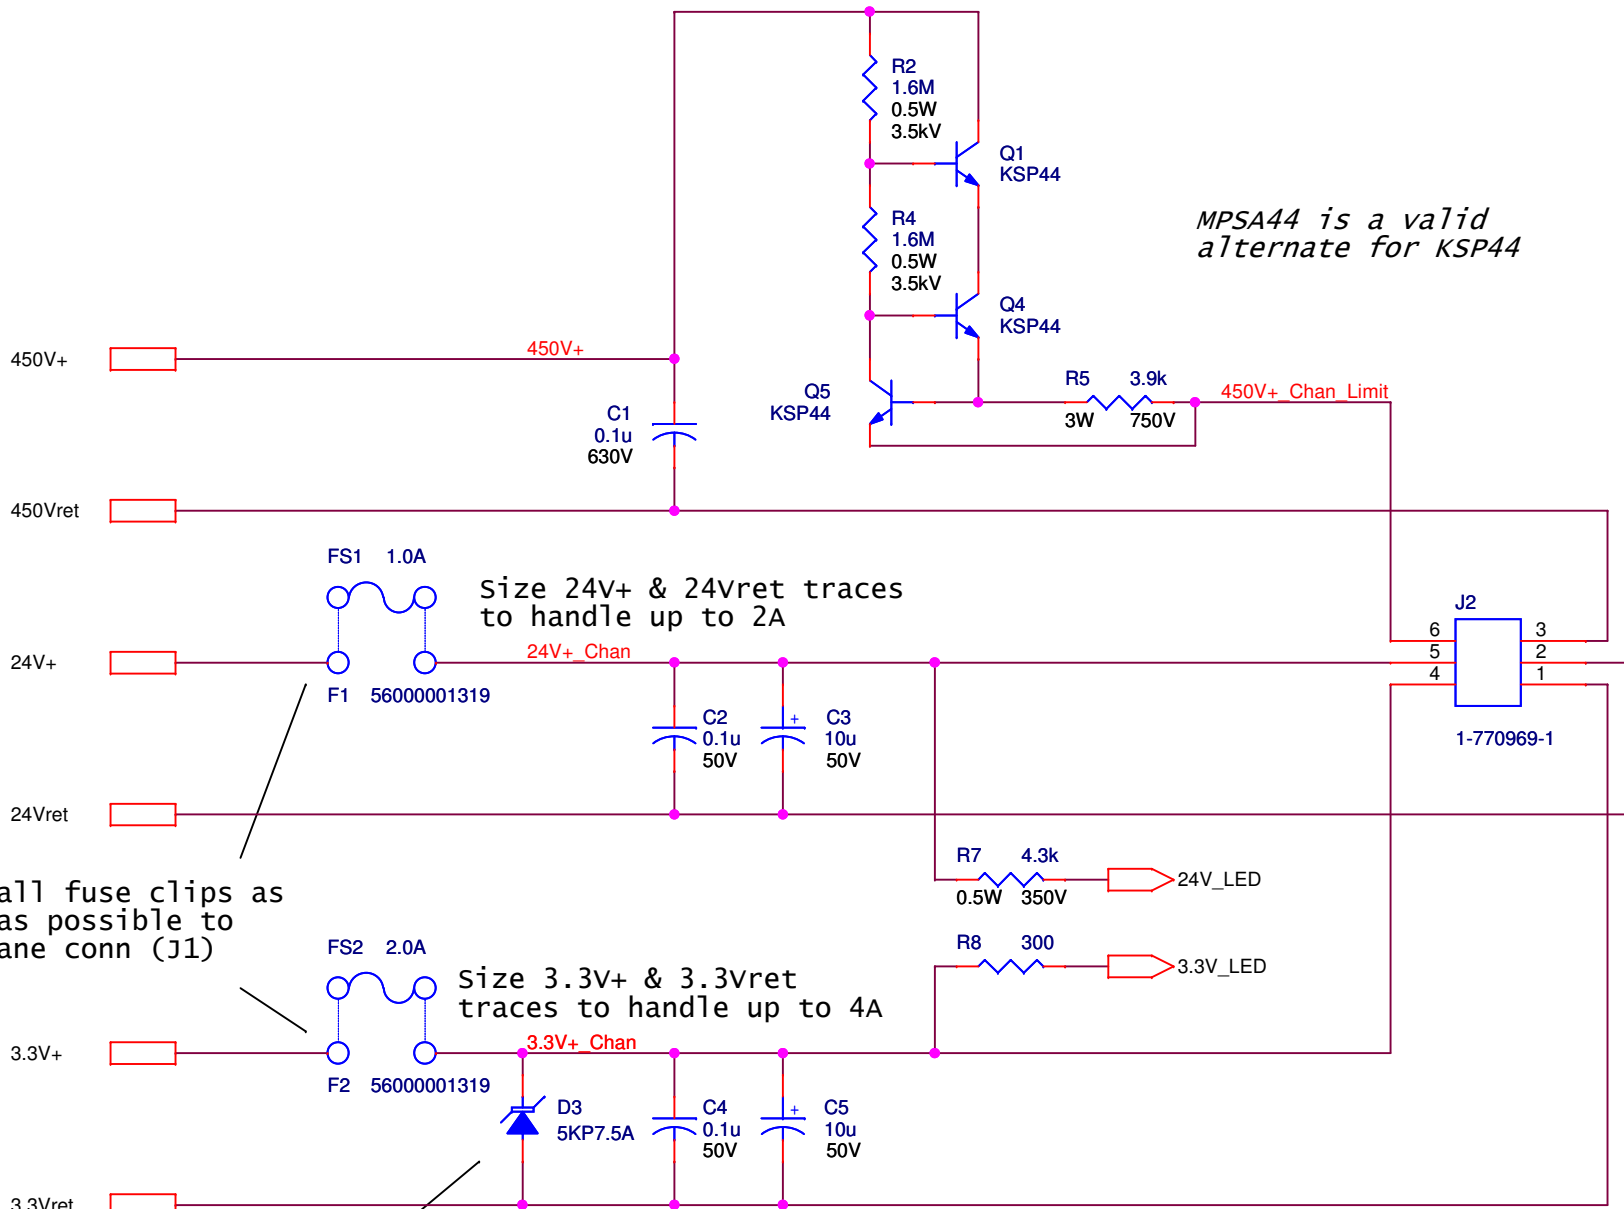 R2
1.6M
0.5W
3.5kV
Q1
KSP44
R4
1.6M
0.5W
3.5kV
MPSA44 is a valid
alternate for KSP44
Q4
KSP44
450V+
450V+
Q5
KSP44
R5 3.9k
3W 750V
450V+_Chan_Limit
C1
0.1u
630V
450Vret
FS1 1.0A
Size 24V+ & 24Vret traces
to handle up to 2A
J2
6 3
5 2
4 1
1-770969-1
24V+
24V+_Chan
F1 56000001319
C2
0.1u
50V
+
C3
10u
50V
24Vret
R7 4.3k
0.5W 350V
24V_LED
all fuse clips as
as possible to
ane conn (J1)
R8 300
3.3V_LED
FS2 2.0A
Size 3.3V+ & 3.3Vret
traces to handle up to 4A
3.3V+
3.3V+_Chan
F2 56000001319
D3
5KP7.5A
C4
0.1u
50V
+
C5
10u
50V
3.3Vret